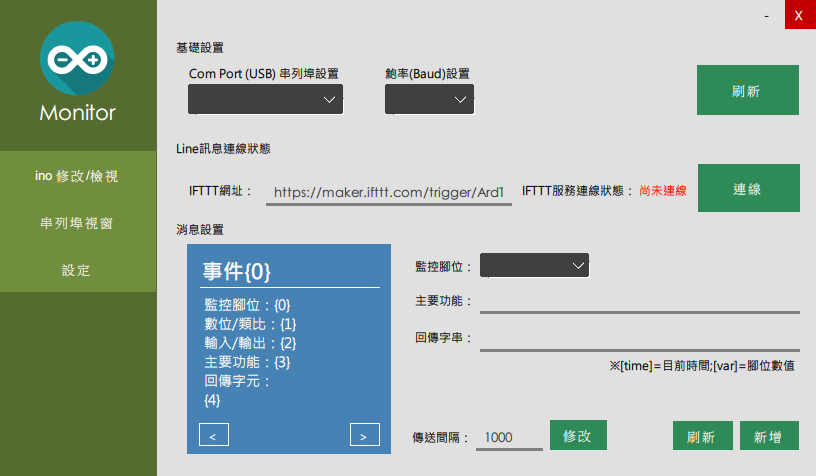 - X
Monitor
ino 修改/檢視
串列埠視窗
設定
基礎設置
Com Port (USB) 串列埠設置
鮑率(Baud)設置
刷新
Line訊息連線狀態
IFTTT網址： https://maker.ifttt.com/trigger/Ard
IFTTT服務連線狀態： 尚未連線
連線
消息設置
事件{0}
監控腳位：{0}
數位/類比：{1}
輸入/輸出：{2}
主要功能：{3}
回傳字元：
{4}
< >
監控腳位：
主要功能：
回傳字串：
※[time]=目前時間;[var]=腳位數值
傳送間隔： 1000 修改
刷新 新增